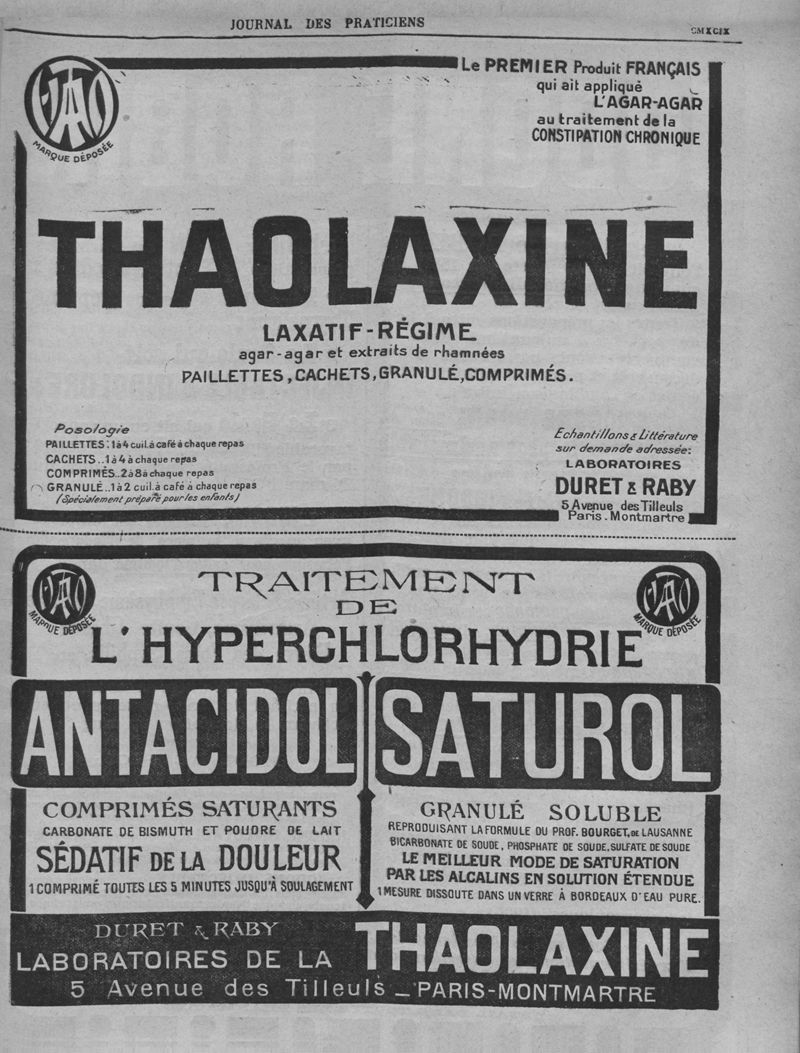 JOURNAL DES PRATICIENS
CMXCIX
THAO
MARQUE DÉPOSÉE
Le PREMIER Produit FRANÇAIS
qui ait appliqué
L'AGAR-AGAR
au traitement de la
CONSTIPATION CHRONIQUE
THAOLAXINE
LAXATIF-RÉGIME
agar-agar et extraits de rhamnées
PAILLETTES, CACHETS, GRANULÉ, COMPRIMÉS.
Posologie
PAILLETTES: 1 à 4 cuil. à café à chaque repas
CACHETS.. 1 à 4 à chaque repas
COMPRIMÉS.. 2 à 8 à chaque repas
GRANULÉ.. 1 à 2 cuil. à café à chaque repas
(Spécialement préparé pour les enfants)
Echantillons & Littérature
sur demande adressée:
LABORATOIRES
DURET & RABY
5 Avenue des Tilleuls
Paris. Montmartre
THAO
MARQUE DÉPOSÉE
TRAITEMENT
DE
L'HYPERCHLORHYDRIE
THAO
MARQUE DÉPOSÉE
ANTACIDOL
COMPRIMÉS SATURANTS
CARBONATE DE BISMUTH ET POUDRE DE LAIT
SÉDATIF DE LA DOULEUR
1 COMPRIMÉ TOUTES LES 5 MINUTES JUSQU'À SOULAGEMENT
SATUROL
GRANULÉ SOLUBLE
REPRODUISANT LA FORMULE DU PROF. BOURGET, DE LAUSANNE
BICARBONATE DE SOUDE, PHOSPHATE DE SOUDE, SULFATE DE SOUDE
LE MEILLEUR MODE DE SATURATION
PAR LES ALCALINS EN SOLUTION ÉTENDUE
1 MESURE DISSOUTE DANS UN VERRE À BORDEAUX D'EAU PURE.
DURET & RABY
LABORATOIRES DE LA THAOLAXINE
5 Avenue des Tilleuls _ PARIS-MONTMARTRE